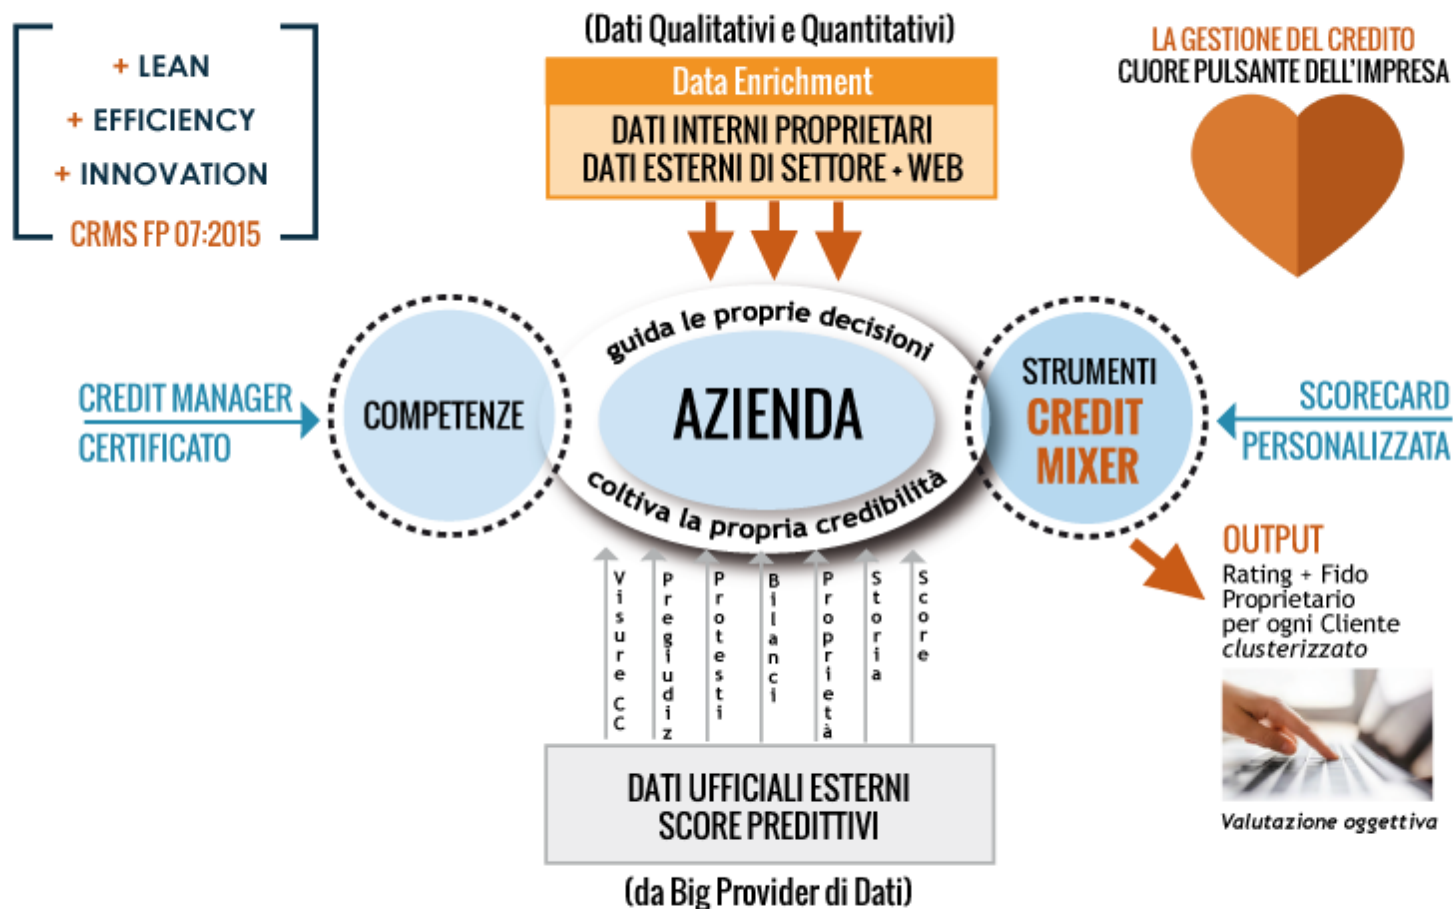 + LEAN
+ EFFICIENCY
+ INNOVATION
CRMS FP 07:2015
(Dati Qualitativi e Quantitativi)
Data Enrichment
DATI INTERNI PROPRIETARI
DATI ESTERNI DI SETTORE + WEB
LA GESTIONE DEL CREDITO
CUORE PULSANTE DELL'IMPRESA
CREDIT MANAGER
CERTIFICATO
COMPETENZE
guida le proprie decisioni
AZIENDA
coltiva la propria credibilità
STRUMENTI
CREDIT
MIXER
SCORECARD
PERSONALIZZATA
OUTPUT
Rating + Fido
Proprietario
per ogni Cliente
clusterizzato
Valutazione oggettiva
Visure CC
Pregiudiz
Protesti
Bilanci
Proprietà
Storia
Score
DATI UFFICIALI ESTERNI
SCORE PREDITTIVI
(da Big Provider di Dati)